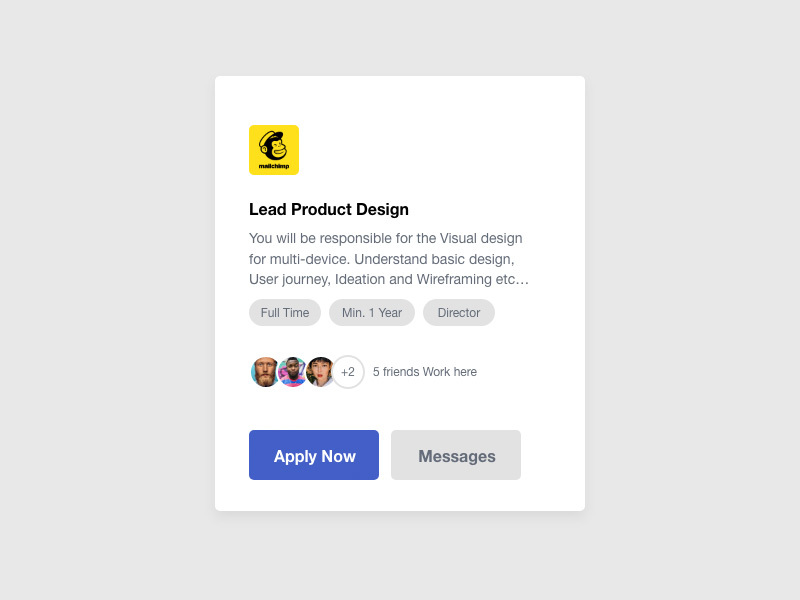 mailchimp
Lead Product Design
You will be responsible for the Visual design
for multi-device. Understand basic design,
User journey, Ideation and Wireframing etc…
Full Time Min. 1 Year Director
+2 5 friends Work here
Apply Now Messages